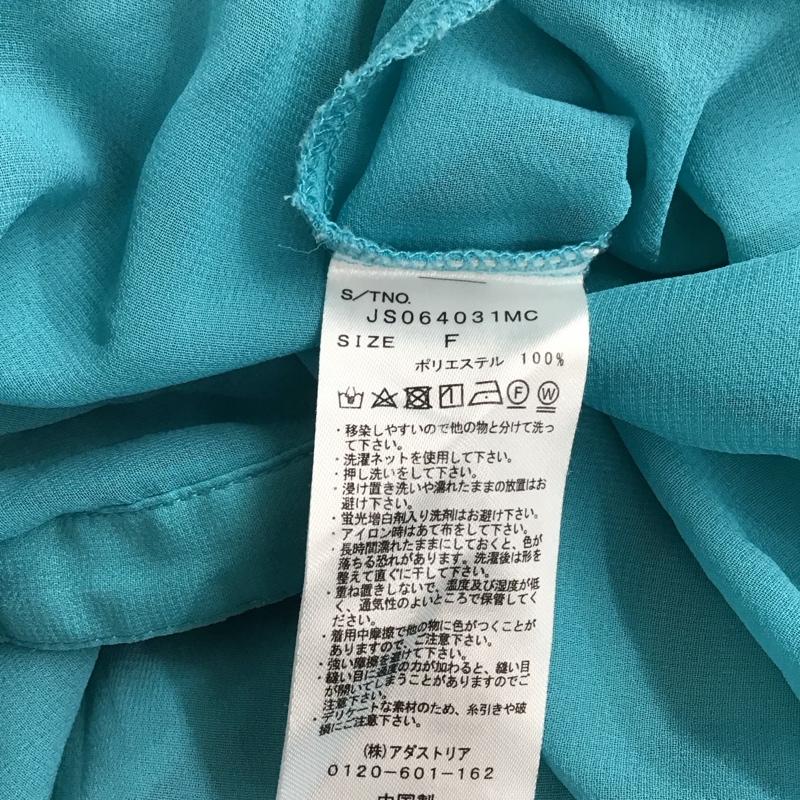 S/TNO.
JS064031MC
SIZE F
ポリエステル 100%
F W
・移染しやすいので他の物と分けて洗っ
て下さい。
・洗濯ネットを使用して下さい。
・押し洗いをして下さい。
・浸け置き洗いや濡れたままの放置はお
避け下さい。
・蛍光増白剤入り洗剤はお避け下さい。
・アイロン時はあて布をして下さい。
・長時間濡れたままにしておくと、色が
落ちる恐れがあります。洗濯後は形を
整えて直ぐに干して下さい。
・重ね置きしないで、温度及び湿度が低
く、通気性のよいところで保管してく
ださい。
・着用中摩擦で他の物に色がつくことが
ありますので、ご注意下さい。
・強い摩擦を避けて下さい。
・縫い目に過度の力が加わると、縫い目
が開いてしまうことがありますのでご
注意下さい。
・デリケートな素材のため、糸引きや破
損にご注意下さい。
(株)アダストリア
0120-601-162
中国製